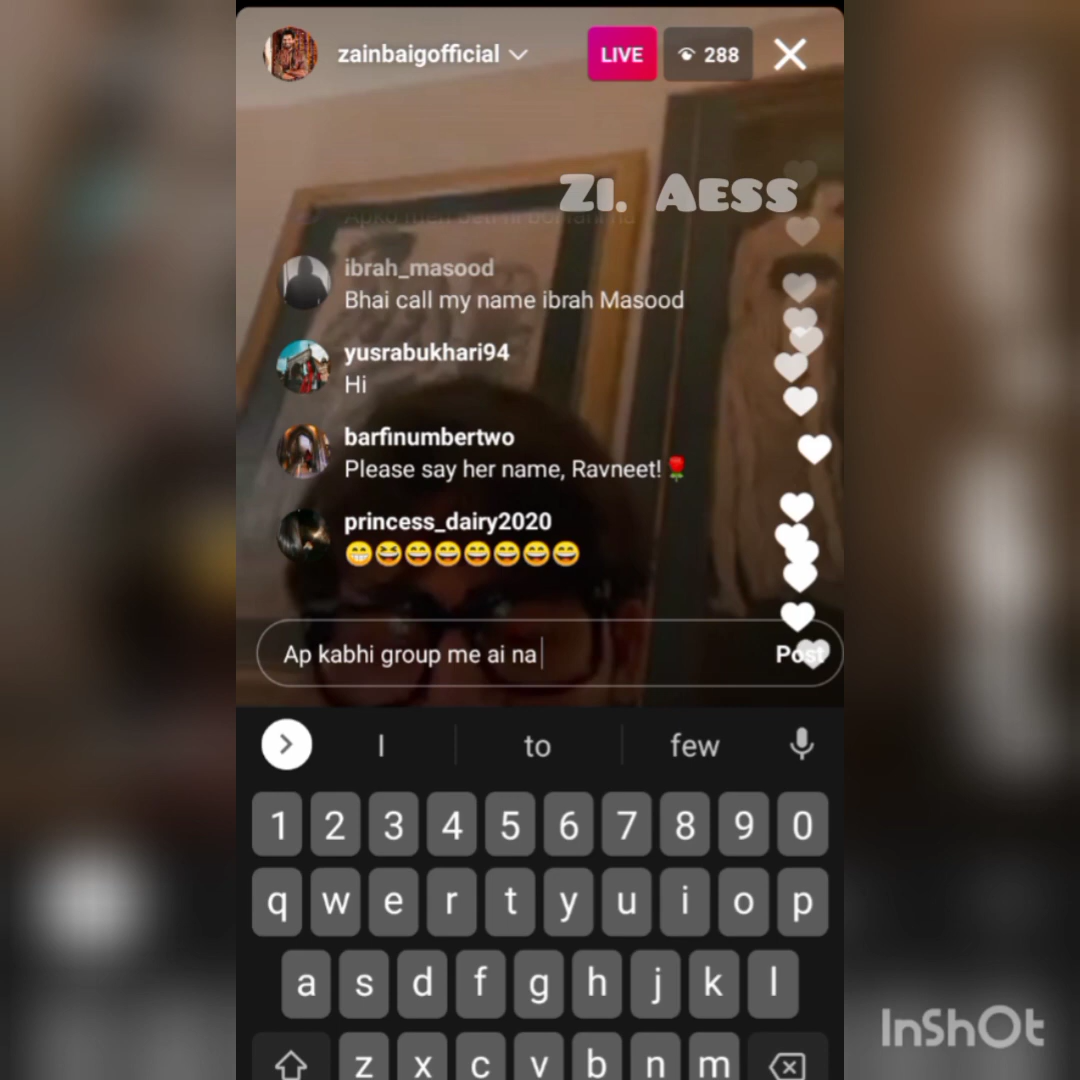 zainbaigofficial
LIVE
288
Zi. Aess
ibrah_masood
Bhai call my name ibrah Masood
yusrabukhari94
Hi
barfinumbertwo
Please say her name, Ravneet!🌹
princess_dairy2020
😁😆😄😄😄😄😄😄
Ap kabhi group me ai na
Post
I to few
1 2 3 4 5 6 7 8 9 0
q w e r t y u i o p
a s d f g h j k l
z x c v b n m
InShOt